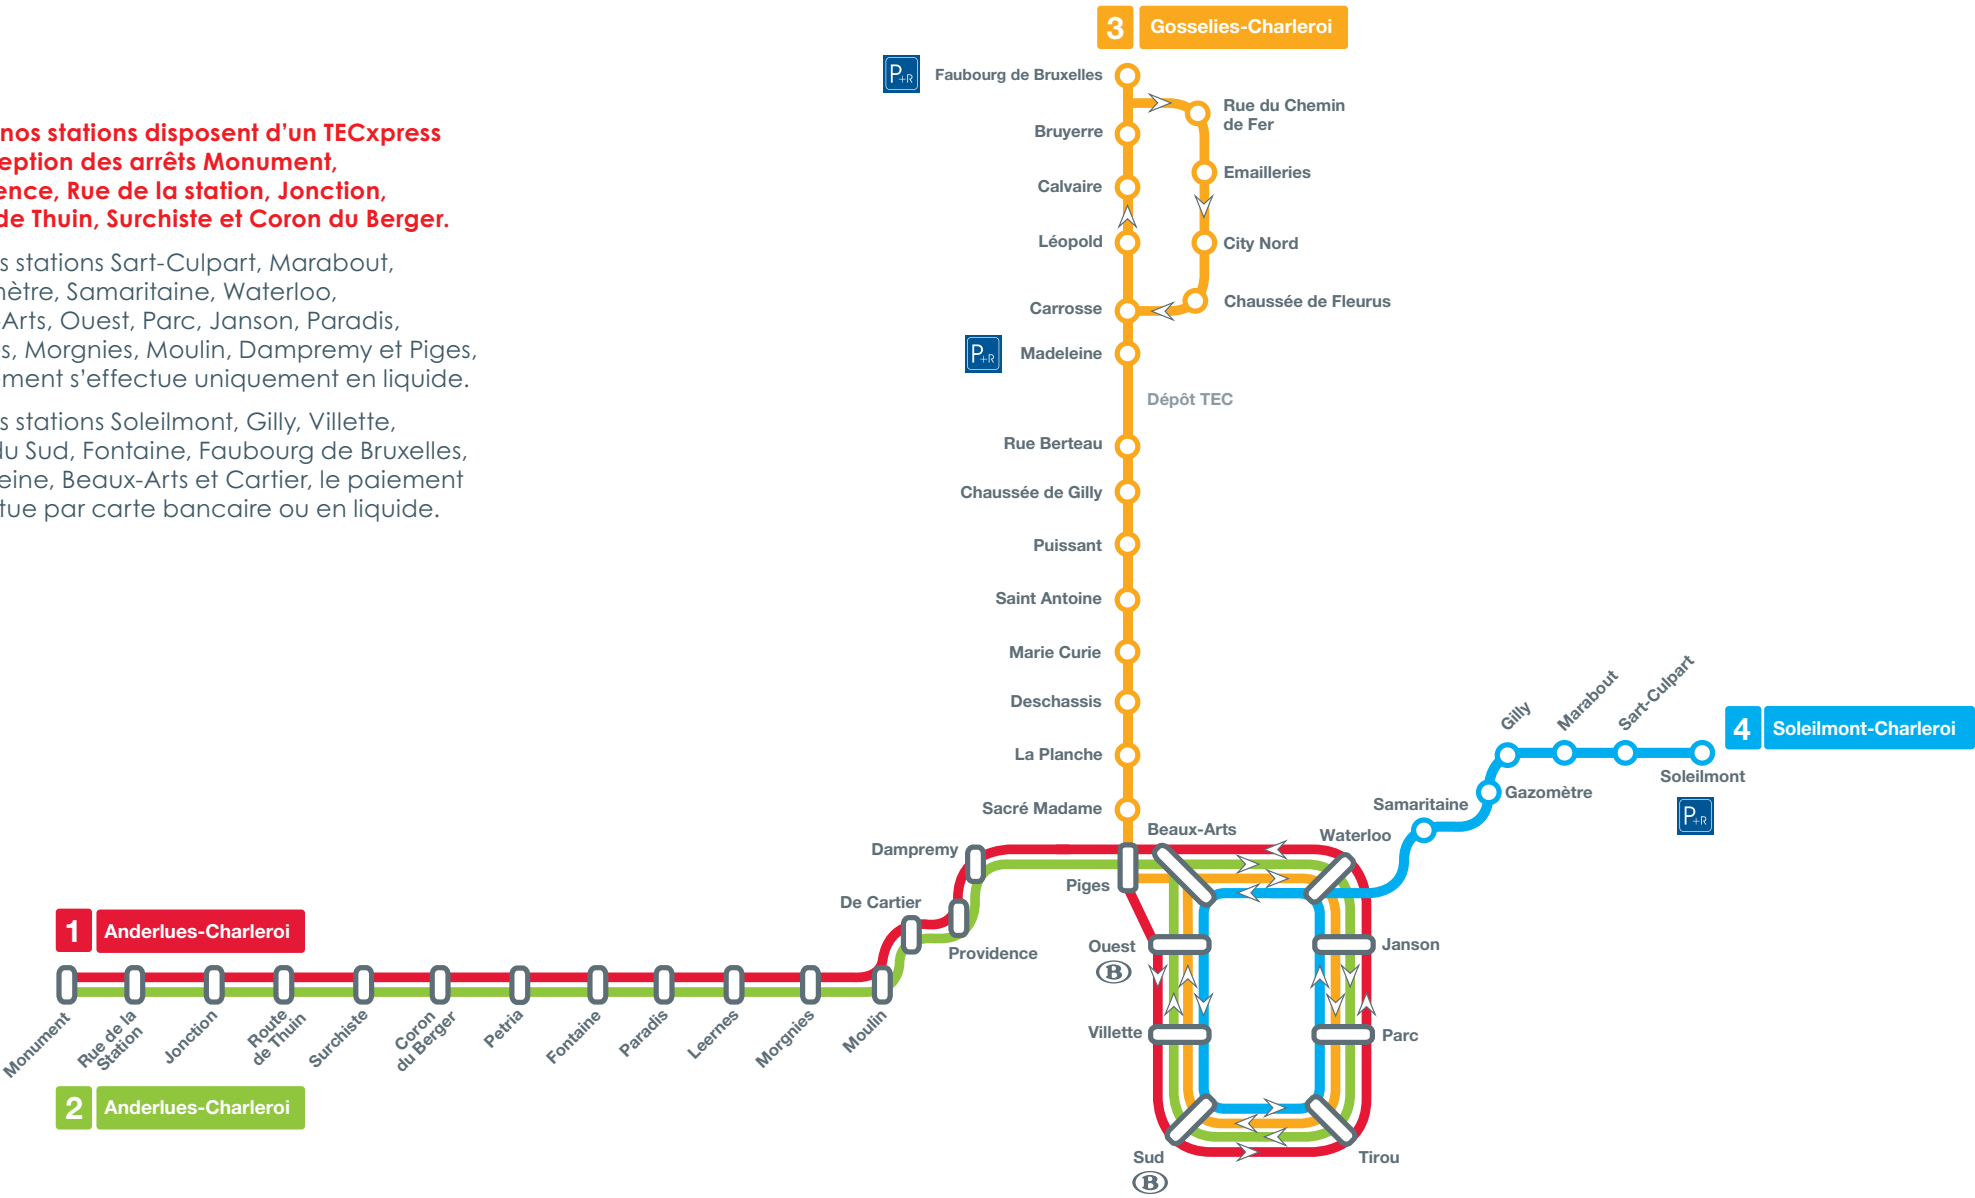 3 Gosselies-Charleroi
P+R
Faubourg de Bruxelles
Rue du Chemin
de Fer
Bruyerre
Emailleries
Calvaire
Léopold
City Nord
Carrosse
Chaussée de Fleurus
P+R
Madeleine
Dépôt TEC
Rue Berteau
Chaussée de Gilly
Puissant
Saint Antoine
Marie Curie
Deschassis
La Planche
Sacré Madame
nos stations disposent d'un TECxpress
eption des arrêts Monument,
ence, Rue de la station, Jonction,
de Thuin, Surchiste et Coron du Berger.
s stations Sart-Culpart, Marabout,
nètre, Samaritaine, Waterloo,
-Arts, Ouest, Parc, Janson, Paradis,
s, Morgnies, Moulin, Dampremy et Piges,
ement s'effectue uniquement en liquide.
s stations Soleilmont, Gilly, Villette,
du Sud, Fontaine, Faubourg de Bruxelles,
eine, Beaux-Arts et Cartier, le paiement
tue par carte bancaire ou en liquide.
Gilly
Marabout
Sart-Culpart
4 Soleilmont-Charleroi
Soleilmont
P+R
Gazomètre
Samaritaine
Waterloo
Beaux-Arts
Dampremy
Piges
De Cartier
Providence
Ouest
B
Janson
Villette
Parc
Sud
B
Tirou
1 Anderlues-Charleroi
Monument
Rue de la
Station
Jonction
Route
de Thuin
Surchiste
Coron
du Berger
Petria
Fontaine
Paradis
Leernes
Morgnies
Moulin
2 Anderlues-Charleroi